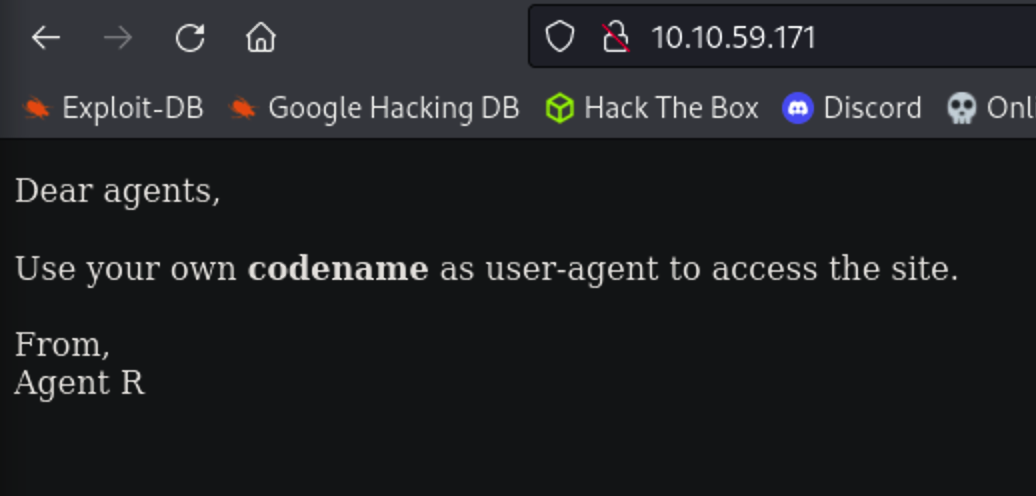 10.10.59.171
Exploit-DB Google Hacking DB Hack The Box Discord Onl
Dear agents,
Use your own codename as user-agent to access the site.
From,
Agent R